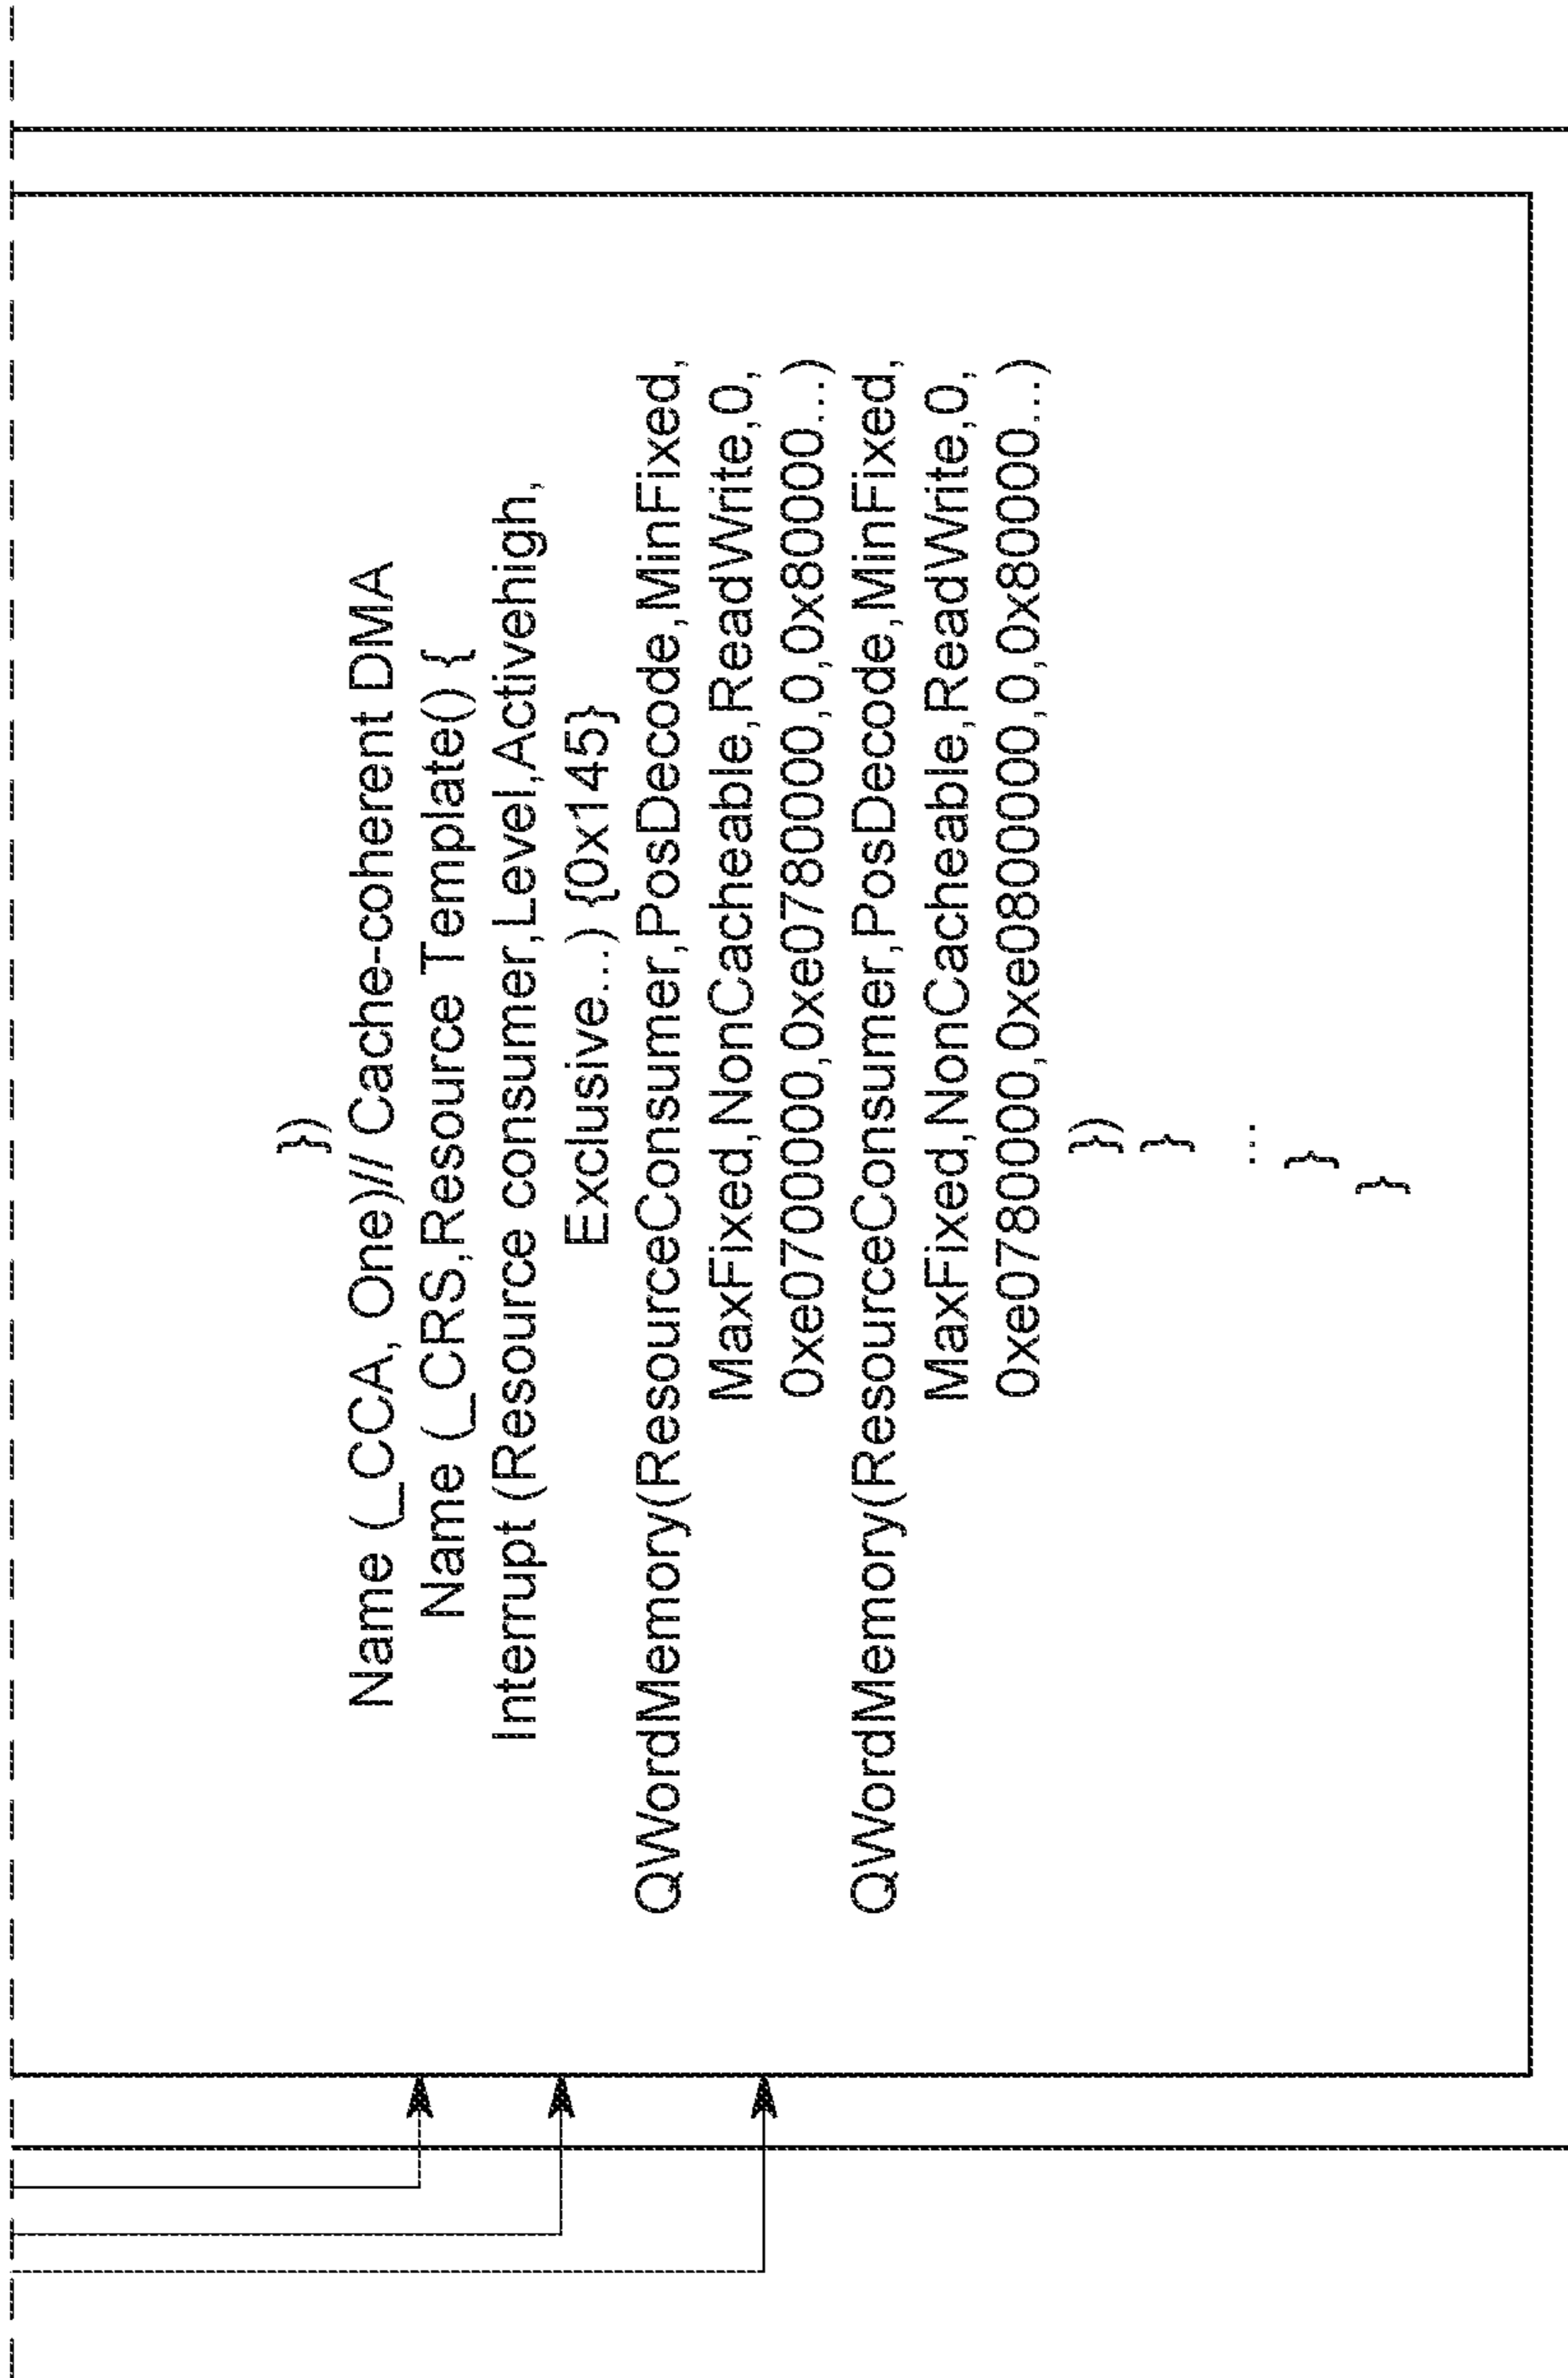 })
Name (_CCA, One)// Cache-coherent DMA
Name (_CRS,Resource Template() {
Interrupt (Resource consumer,Level,Activehigh,
Exclusive...) {0x145}
QWordMemory(ResourceConsumer,PosDecode,MinFixed,
MaxFixed,NonCacheable,ReadWrite,0,
0xe0700000,0xe0780000,0,0x80000...)
QWordMemory(ResourceConsumer,PosDecode,MinFixed,
MaxFixed,NonCacheable,ReadWrite,0,
0xe0780000,0xe0800000,0,0x80000...)
})
}
...
}
}